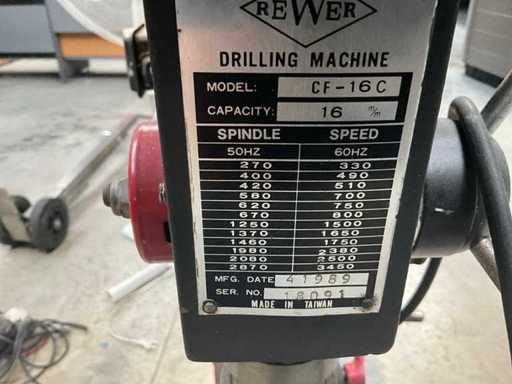 REWER
DRILLING MACHINE
MODEL: CF-16C
CAPACITY: 16 m/m
SPINDLE SPEED
50HZ 60HZ
270 330
400 490
420 510
580 700
620 750
670 800
1250 1500
1370 1650
1460 1750
1980 2380
2080 2500
2870 3450
MFG. DATE 41989
SER. NO. 18091
MADE IN TAIWAN